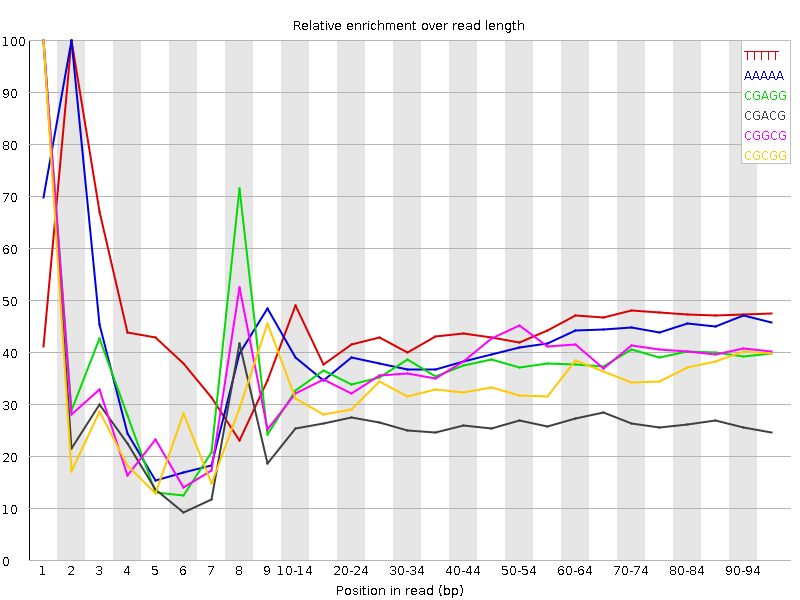 Relative enrichment over read length
100
90
80
70
60
50
40
30
20
10
0
TTTTT
AAAAA
CGAGG
CGACG
CGGCG
CGCGG
1 2 3 4 5 6 7 8 9 10-14 20-24 30-34 40-44 50-54 60-64 70-74 80-84 90-94
Position in read (bp)